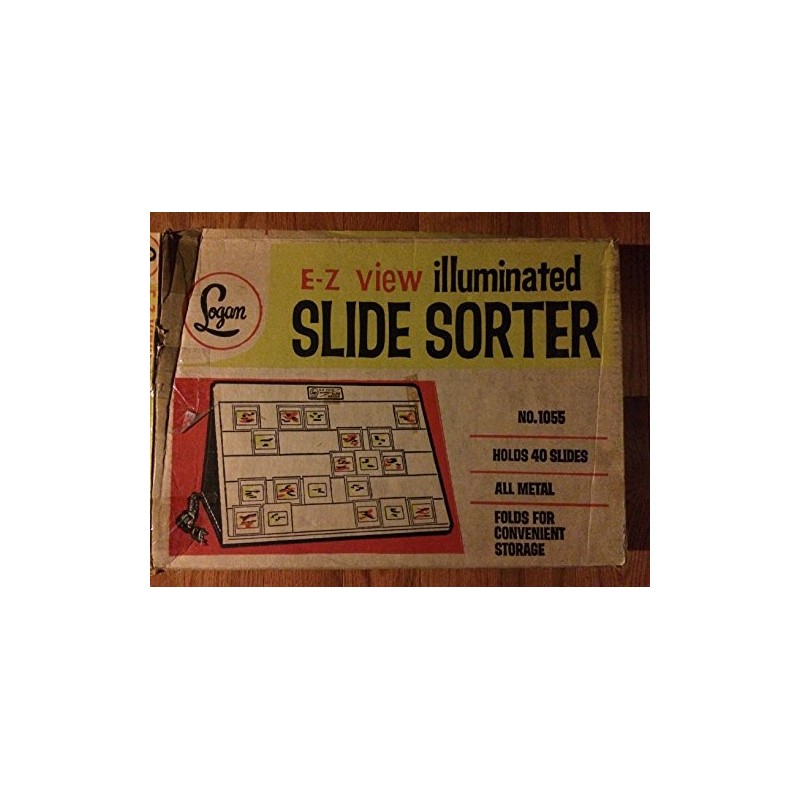 Logan
E-Z view illuminated
SLIDE SORTER
NO. 1055
HOLDS 40 SLIDES
ALL METAL
FOLDS FOR
CONVENIENT
STORAGE